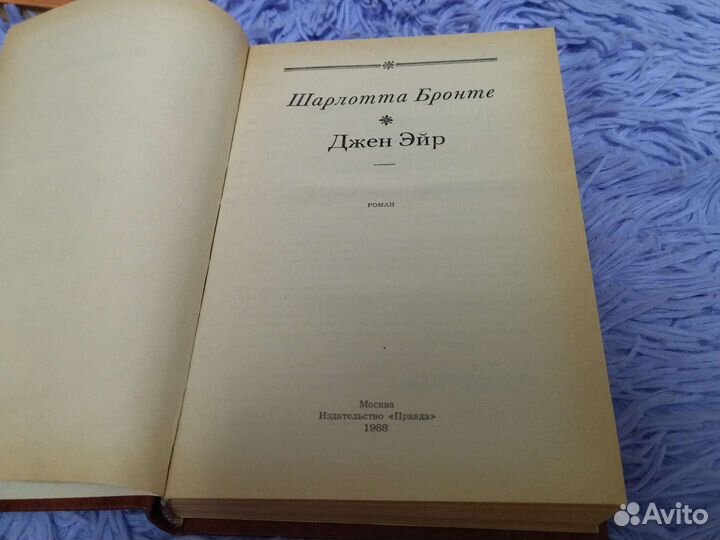 Шарлотта Бронте
Джен Эйр
РОМАН
Москва
Издательство «Правда»
1988
Avito